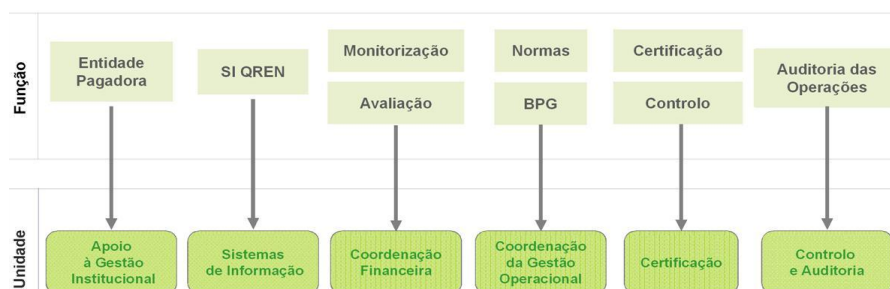 Função
Entidade
Pagadora
SI QREN
Monitorização
Avaliação
Normas
BPG
Certificação
Controlo
Auditoria das
Operações
Unidade
Apoio
à Gestão
Institucional
Sistemas
de Informação
Coordenação
Financeira
Coordenação
da Gestão
Operacional
Certificação
Controlo
e Auditoria